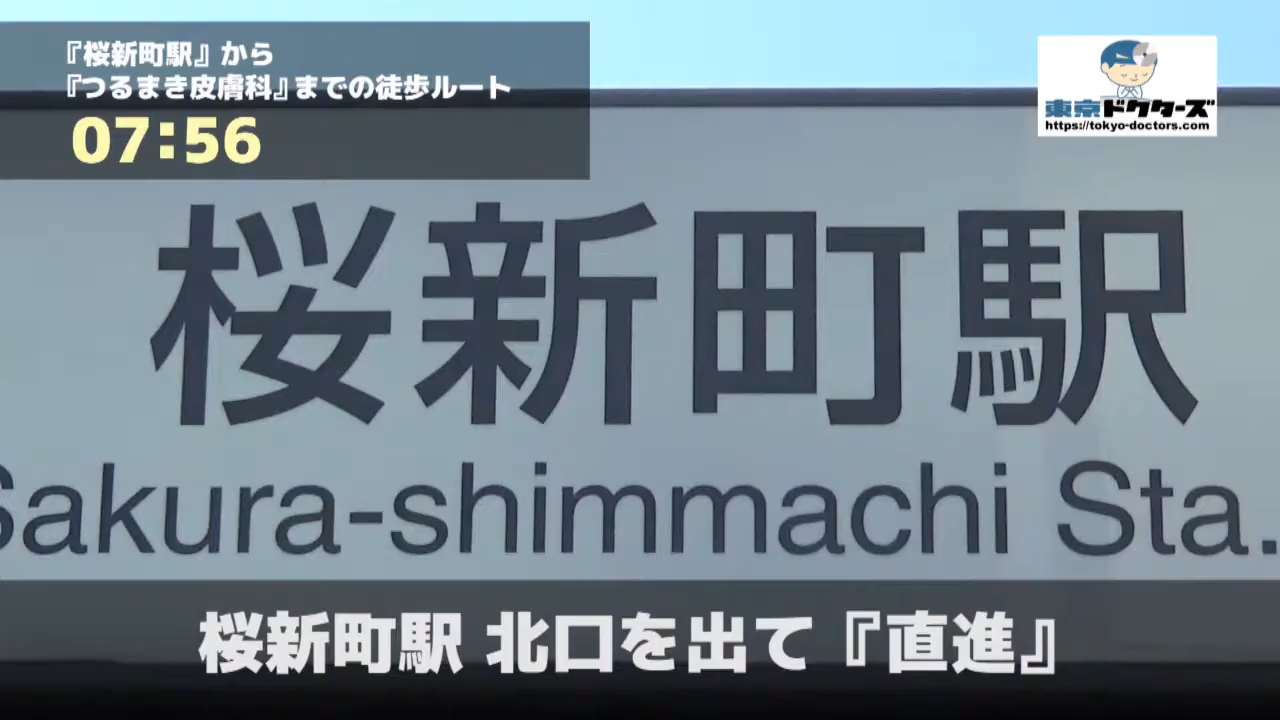 『桜新町駅』から
『つるまき皮膚科』までの徒歩ルート
07:56
東京ドクターズ
https://tokyo-doctors.com
桜新町駅
Sakura-shimmachi Sta.
桜新町駅 北口を出て『直進』